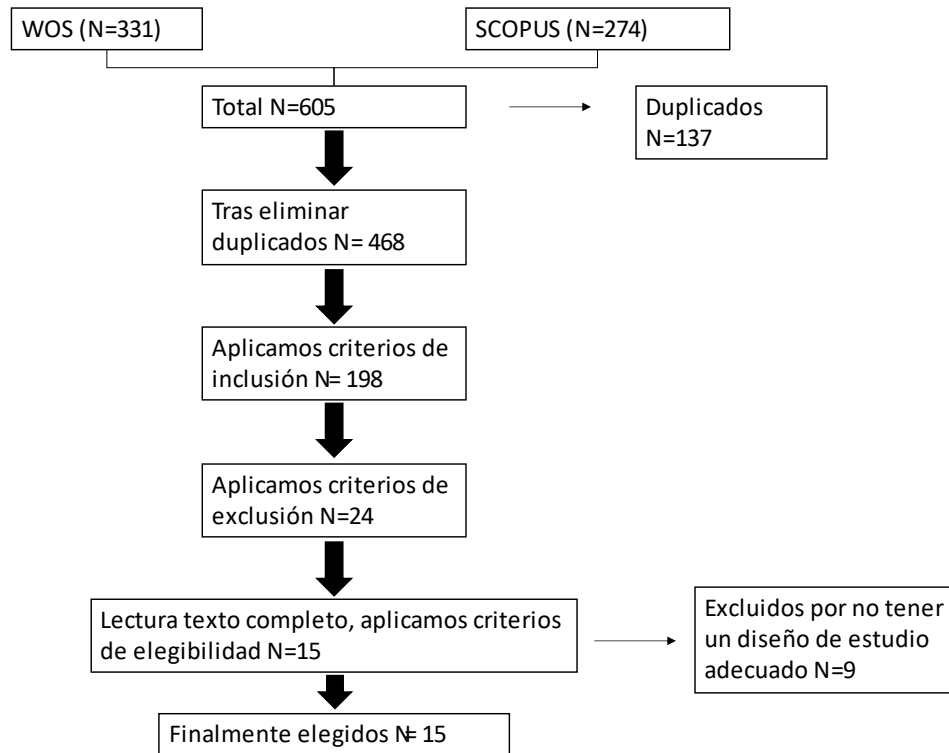 WOS (N=331)
SCOPUS (N=274)
Total N=605
Duplicados
N=137
Tras eliminar
duplicados N= 468
Aplicamos criterios de
inclusión N= 198
Aplicamos criterios de
exclusión N=24
Lectura texto completo, aplicamos criterios
de elegibilidad N=15
Excluidos por no tener
un diseño de estudio
adecuado N=9
Finalmente elegidos N= 15